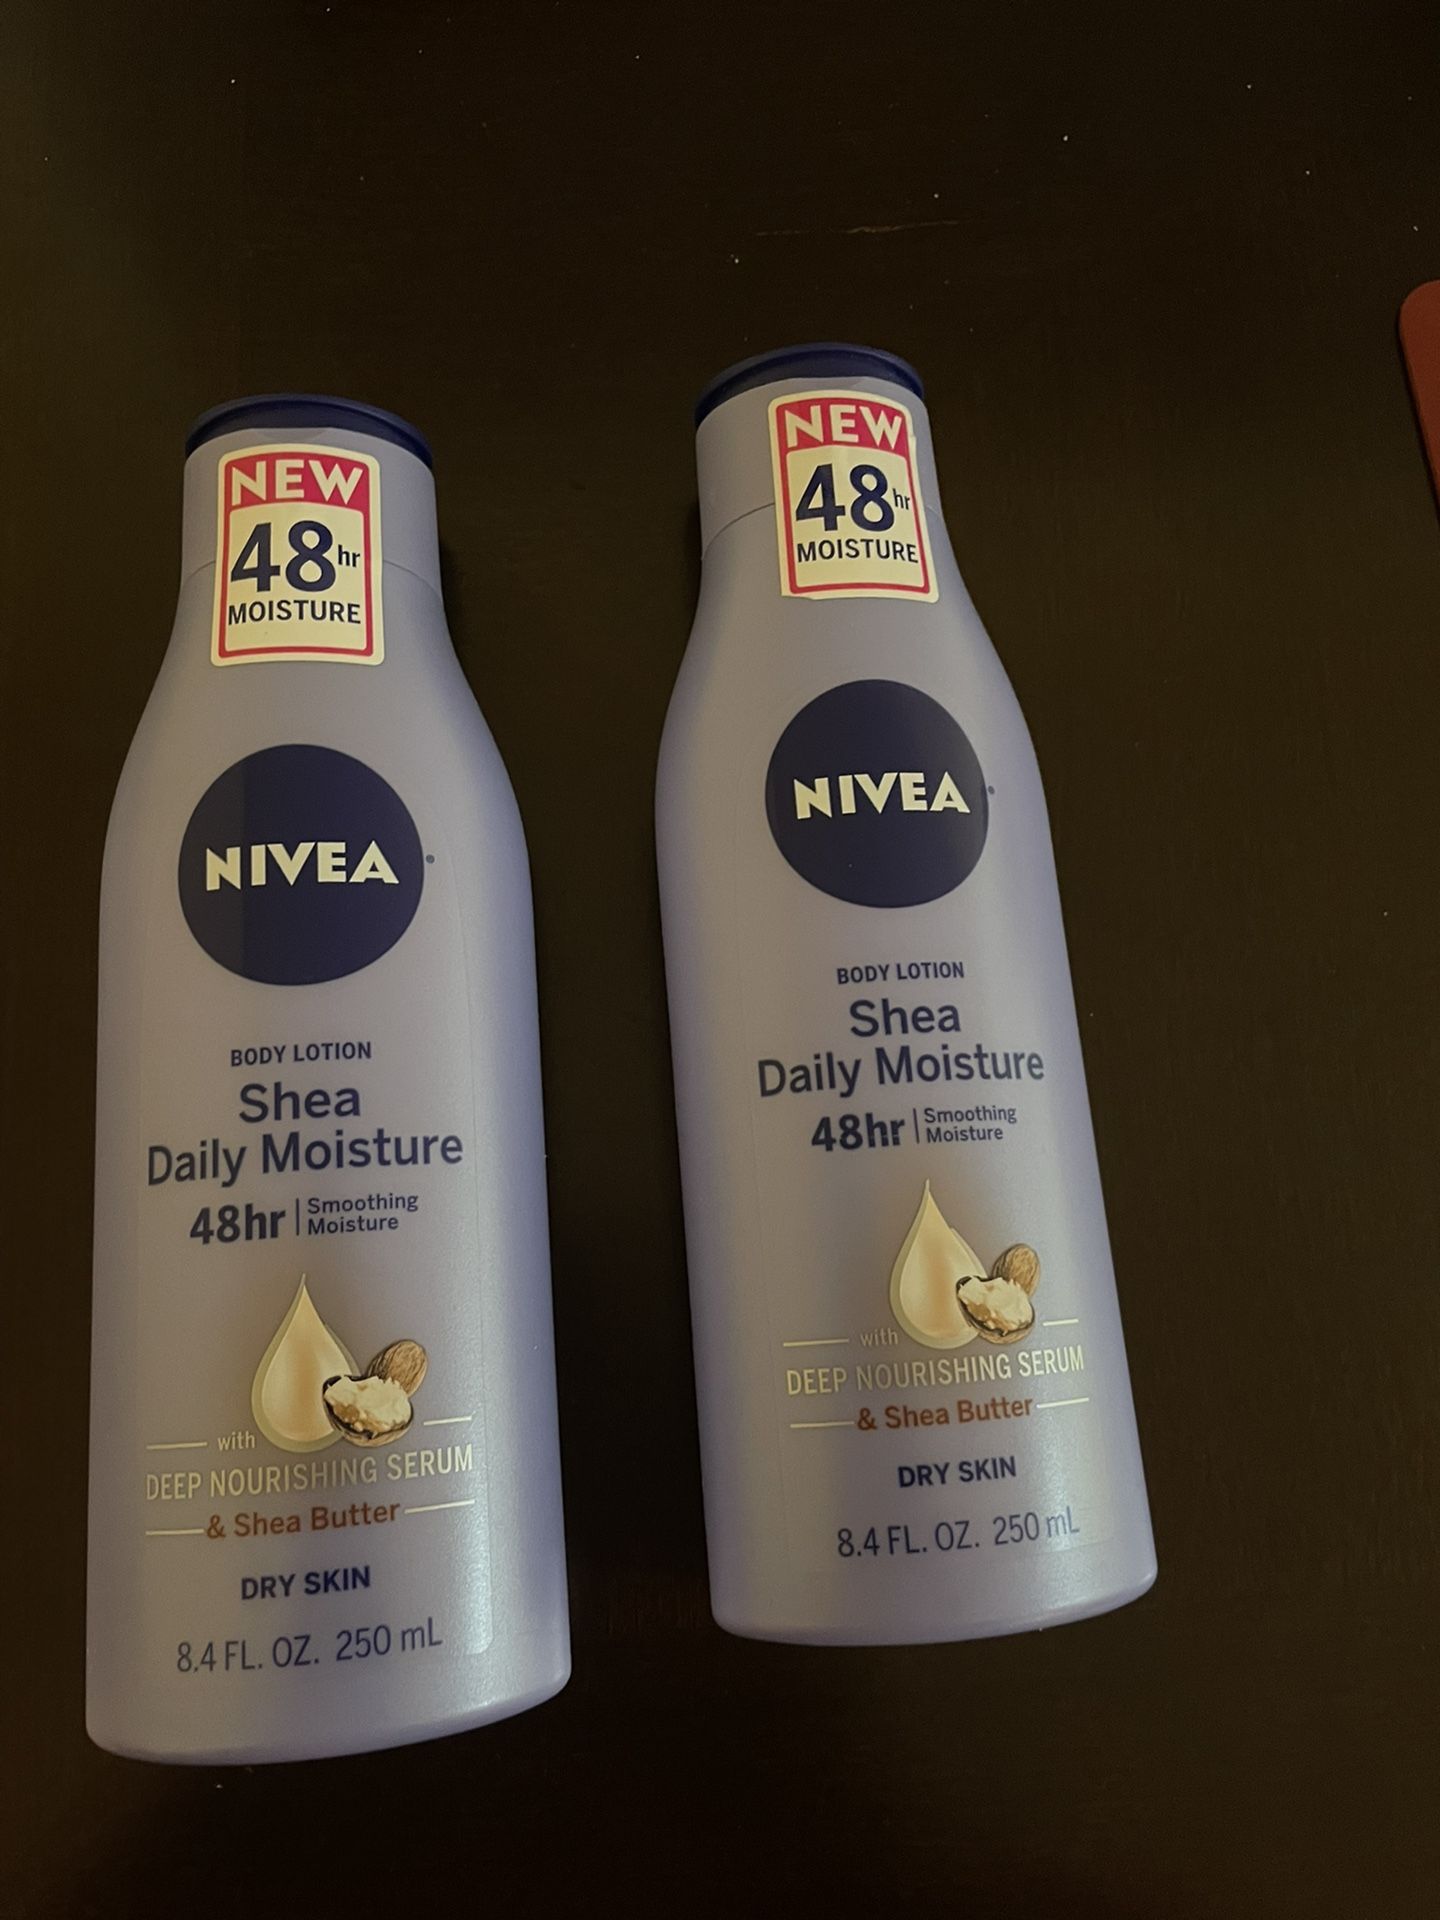 NEW
48hr
MOISTURE
NIVEA
BODY LOTION
Shea
Daily Moisture
48hr | Smoothing
Moisture
with
DEEP NOURISHING SERUM
& Shea Butter
DRY SKIN
8.4 FL. OZ. 250 mL
NEW
48hr
MOISTURE
NIVEA
BODY LOTION
Shea
Daily Moisture
48hr | Smoothing
Moisture
with
DEEP NOURISHING SERUM
& Shea Butter
DRY SKIN
8.4 FL. OZ. 250 mL